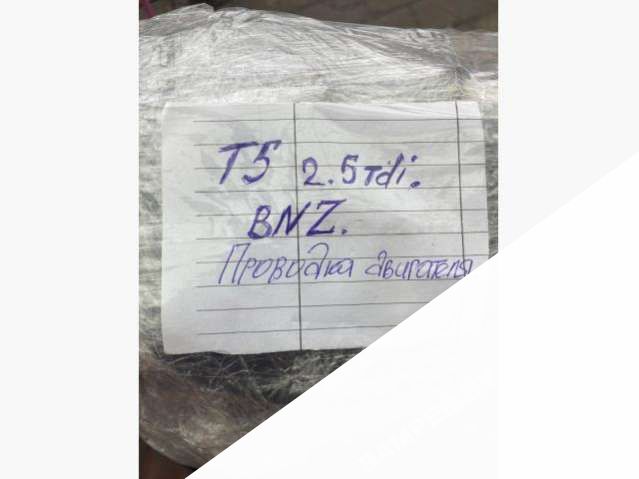 T5 2.5 Tdi.
BNZ.
Проводка двигателя